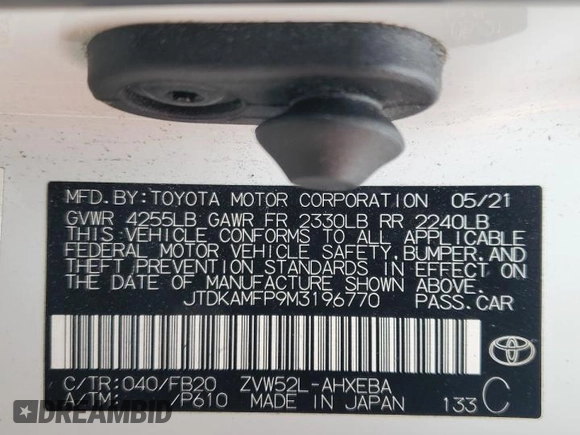 MFD.BY: TOYOTA MOTOR CORPORATION 05/21
GVWR 4255LB GAWR FR 2330LB RR 2240LB
THIS VEHICLE CONFORMS TO ALL APPLICABLE
FEDERAL MOTOR VEHICLE SAFETY,BUMPER,AND
THEFT PREVENTION STANDARDS IN EFFECT ON
THE DATE OF MANUFACTURE SHOWN ABOVE.
JTDKAMFP9M3196770 PASS.CAR
TOYOTA
C/TR:040/FB20 ZVW52L-AHXEBA
A/TM: /P610 MADE IN JAPAN 133 C
DREAMBID